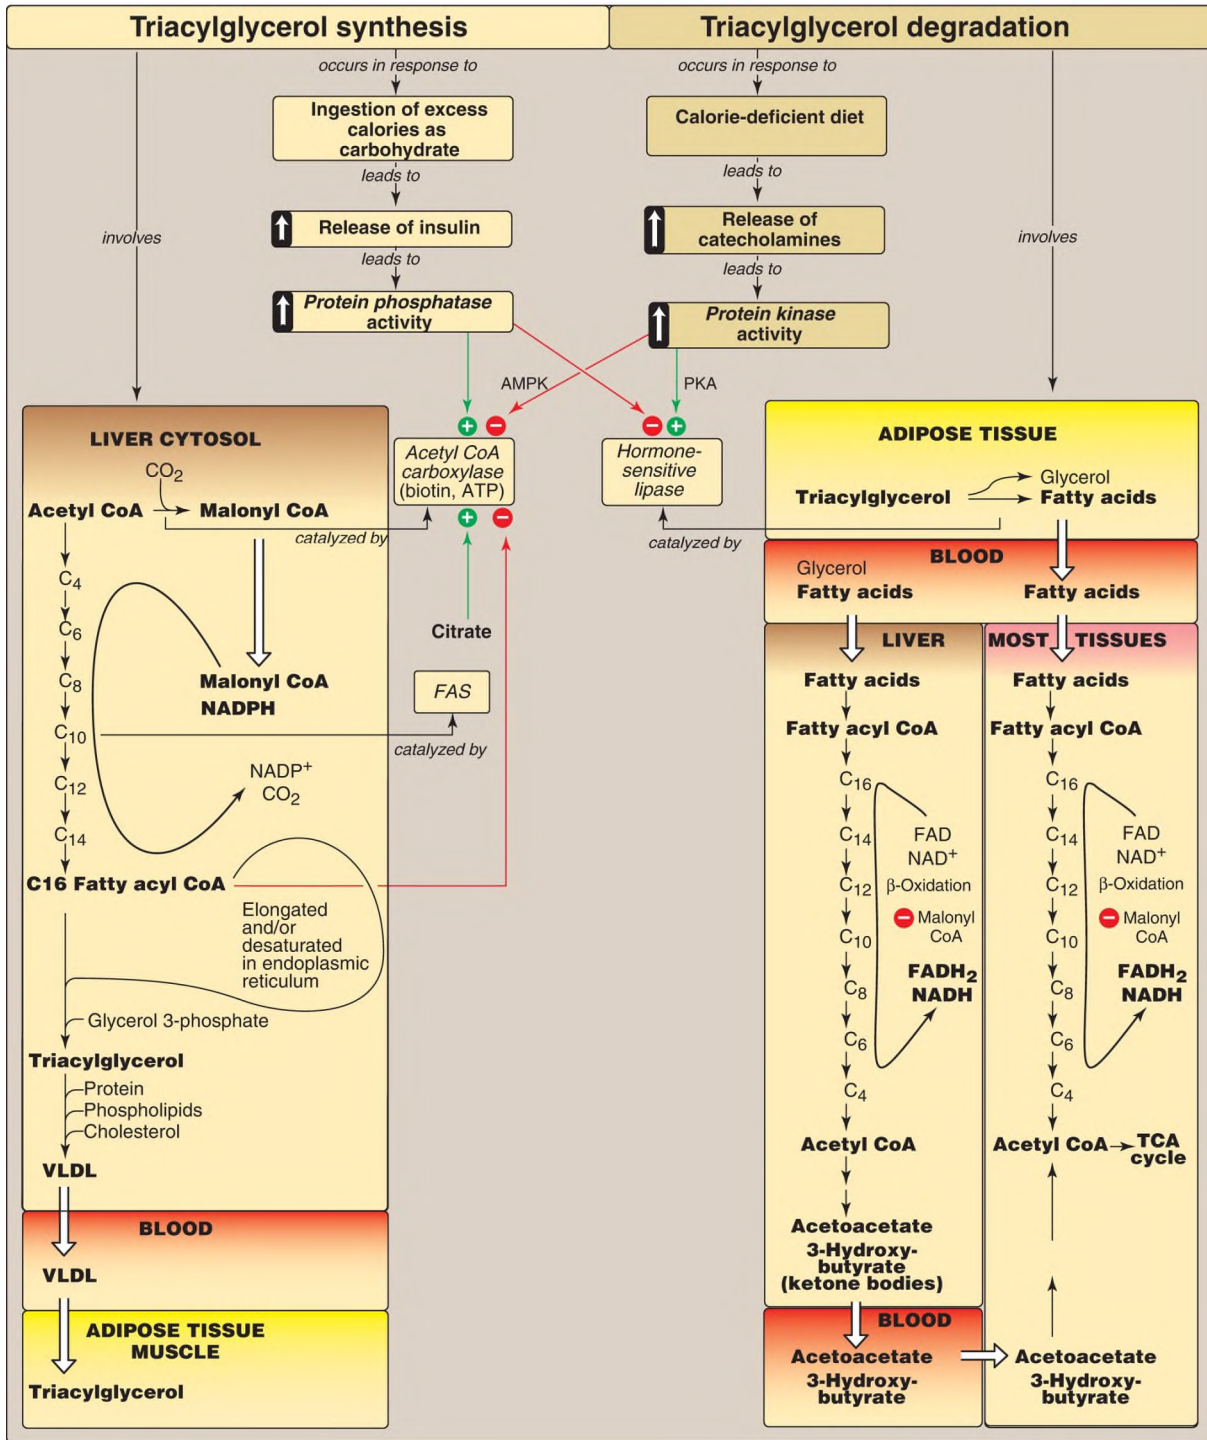 Triacylglycerol synthesis
Triacylglycerol degradation
occurs in response to
Ingestion of excess
calories as
carbohydrate
leads to
Release of insulin
leads to
Protein phosphatase
activity
involves
occurs in response to
Calorie-deficient diet
leads to
Release of
catecholamines
leads to
Protein kinase
activity
involves
AMPK
PKA
+
−
−
+
Acetyl CoA
carboxylase
(biotin, ATP)
+
−
Hormone-
sensitive
lipase
catalyzed by
Citrate
FAS
catalyzed by
catalyzed by
LIVER CYTOSOL
CO2
Acetyl CoA
Malonyl CoA
C4
C6
C8
C10
C12
C14
Malonyl CoA
NADPH
NADP+
CO2
C16 Fatty acyl CoA
Elongated
and/or
desaturated
in endoplasmic
reticulum
Glycerol 3-phosphate
Triacylglycerol
Protein
Phospholipids
Cholesterol
VLDL
BLOOD
VLDL
ADIPOSE TISSUE
MUSCLE
Triacylglycerol
ADIPOSE TISSUE
Triacylglycerol
Glycerol
Fatty acids
BLOOD
Glycerol
Fatty acids
Fatty acids
LIVER
Fatty acids
Fatty acyl CoA
C16
C14
C12
C10
C8
C6
C4
FAD
NAD+
β-Oxidation
− Malonyl
CoA
FADH2
NADH
Acetyl CoA
Acetoacetate
3-Hydroxy-
butyrate
(ketone bodies)
BLOOD
Acetoacetate
3-Hydroxy-
butyrate
MOST TISSUES
Fatty acids
Fatty acyl CoA
C16
C14
C12
C10
C8
C6
C4
FAD
NAD+
β-Oxidation
− Malonyl
CoA
FADH2
NADH
Acetyl CoA
TCA
cycle
Acetoacetate
3-Hydroxy-
butyrate